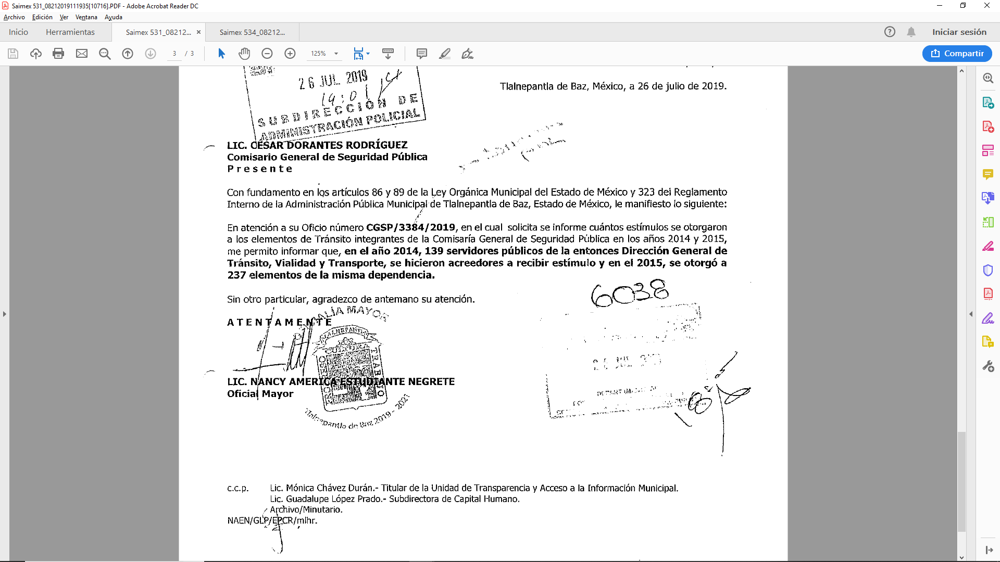 Saimex 531_08212019111935[10716].PDF - Adobe Acrobat Reader DC
Archivo Edición Ver Ventana Ayuda
Inicio Herramientas Saimex 531_08212... Saimex 534_08212... Iniciar sesión
3 / 3 125% Compartir
26 JUL 2019
SUBDIRECCIÓN DE
ADMINISTRACIÓN POLICIAL
Tlalnepantla de Baz, México, a 26 de julio de 2019.
LIC. CÉSAR DORANTES RODRÍGUEZ
Comisario General de Seguridad Pública
P r e s e n t e
Con fundamento en los artículos 86 y 89 de la Ley Orgánica Municipal del Estado de México y 323 del Reglamento
Interno de la Administración Pública Municipal de Tlalnepantla de Baz, Estado de México, le manifiesto lo siguiente:
En atención a su Oficio número CGSP/3384/2019, en el cual solicita se informe cuántos estímulos se otorgaron
a los elementos de Tránsito integrantes de la Comisaría General de Seguridad Pública en los años 2014 y 2015,
me permito informar que, en el año 2014, 139 servidores públicos de la entonces Dirección General de
Tránsito, Vialidad y Transporte, se hicieron acreedores a recibir estímulo y en el 2015, se otorgó a
237 elementos de la misma dependencia.
6038
Sin otro particular, agradezco de antemano su atención.
A T E N T A M E N T E
OFICIALÍA MAYOR
TLALNEPANTLA
PROGRESO CULTURA TRABAJO
LIC. NANCY AMERICA ESTUDIANTE NEGRETE
Oficial Mayor
Tlalnepantla de Baz 2019 - 2021
c.c.p. Lic. Mónica Chávez Durán.- Titular de la Unidad de Transparencia y Acceso a la Información Municipal.
Lic. Guadalupe López Prado.- Subdirectora de Capital Humano.
Archivo/Minutario.
NAEN/GLP/EPCR/mihr.